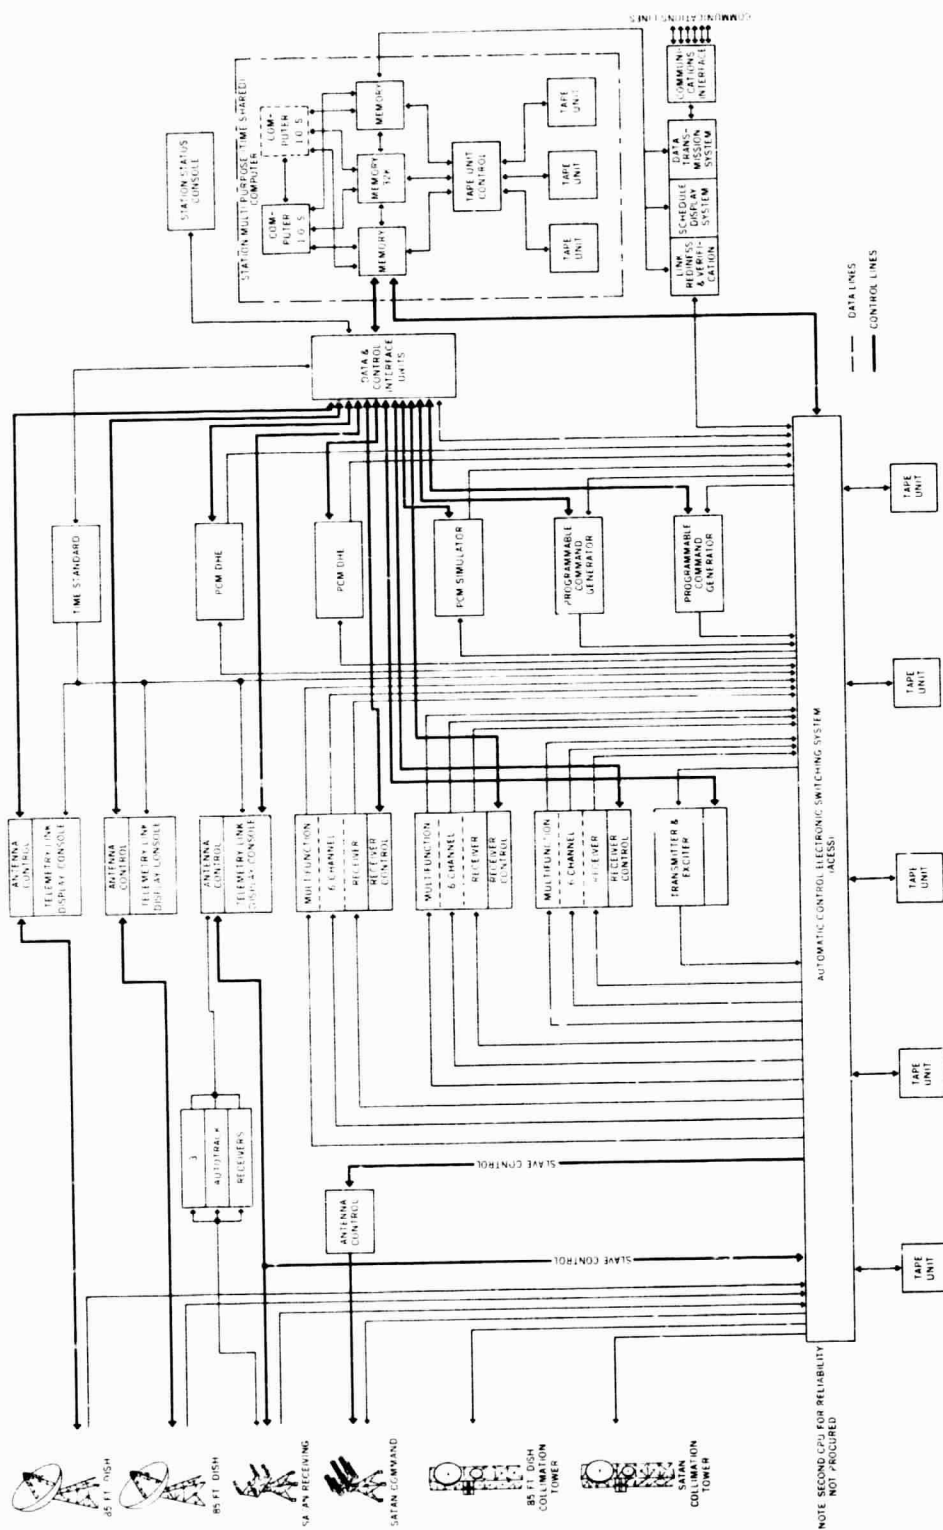 COMMUNICATIONS LINES
COMMUNI-
CATIONS
INTERFACE
DATA
TRANS-
MISSION
SYSTEM
SCHEDULE
DISPLAY
SYSTEM
LINK
REDINESS
& VERIFI-
CATION
STATION MULTI-PURPOSE (TIME SHARED)
COMPUTER
COM-
PUTER
I O S
COM-
PUTER
I O S
MEMORY
MEMORY
32K
MEMORY
TAPE UNIT
CONTROL
TAPE
UNIT
TAPE
UNIT
TAPE
UNIT
STATION STATUS
CONSOLE
DATA &
CONTROL
INTERFACE
UNITS
DATA LINES
CONTROL LINES
TIME STANDARD
PCM DHE
PCM DHE
PCM SIMULATOR
PROGRAMMABLE
COMMAND
GENERATOR
PROGRAMMABLE
COMMAND
GENERATOR
ANTENNA
CONTROL
TELEMETRY LINK
DISPLAY CONSOLE
ANTENNA
CONTROL
TELEMETRY LINK
DISPLAY CONSOLE
ANTENNA
CONTROL
TELEMETRY LINK
DISPLAY CONSOLE
MULTIFUNCTION
6 CHANNEL
RECEIVER
RECEIVER
CONTROL
MULTIFUNCTION
6 CHANNEL
RECEIVER
RECEIVER
CONTROL
MULTIFUNCTION
6 CHANNEL
RECEIVER
RECEIVER
CONTROL
TRANSMITTER &
EXCITER
AUTOMATIC CONTROL ELECTRONIC SWITCHING SYSTEM
(ACESS)
TAPE
UNIT
TAPE
UNIT
TAPE
UNIT
TAPE
UNIT
TAPE
UNIT
3
AUTOTRACK
RECEIVERS
ANTENNA
CONTROL
SLAVE CONTROL
SLAVE CONTROL
85 FT DISH
85 FT DISH
SATAN RECEIVING
SATAN COMMAND
85 FT DISH
COLLIMATION
TOWER
SATAN
COLLIMATION
TOWER
NOTE SECOND CPU FOR RELIABILITY
NOT PROCURED